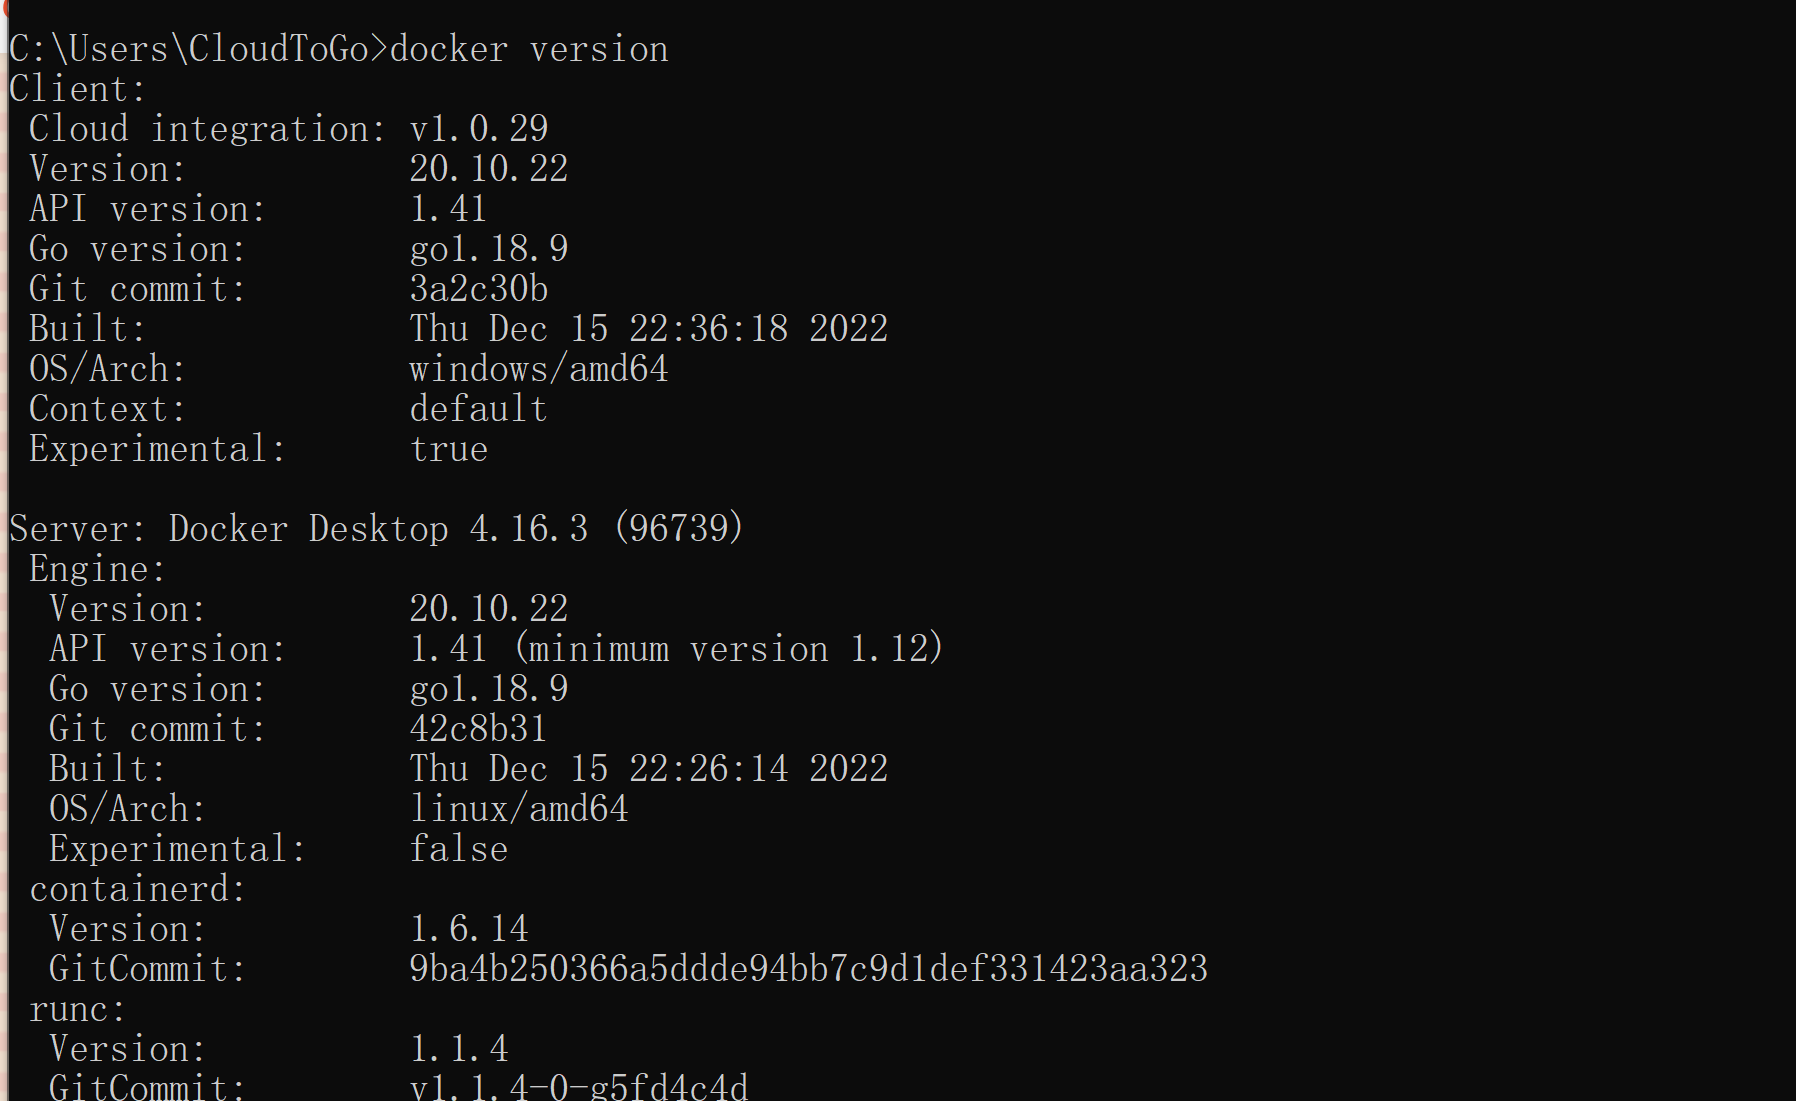 C:\Users\CloudToGo>docker version
Client:
 Cloud integration: v1.0.29
 Version:           20.10.22
 API version:       1.41
 Go version:        go1.18.9
 Git commit:        3a2c30b
 Built:             Thu Dec 15 22:36:18 2022
 OS/Arch:           windows/amd64
 Context:           default
 Experimental:      true

Server: Docker Desktop 4.16.3 (96739)
 Engine:
  Version:          20.10.22
  API version:      1.41 (minimum version 1.12)
  Go version:       go1.18.9
  Git commit:       42c8b31
  Built:            Thu Dec 15 22:26:14 2022
  OS/Arch:          linux/amd64
  Experimental:     false
 containerd:
  Version:          1.6.14
  GitCommit:        9ba4b250366a5ddde94bb7c9d1def331423aa323
 runc:
  Version:          1.1.4
  GitCommit:        v1.1.4-0-g5fd4c4d